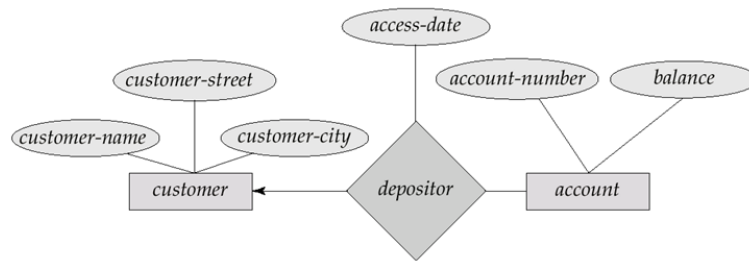 access-date
customer-street
account-number
balance
customer-name
customer-city
customer
depositor
account